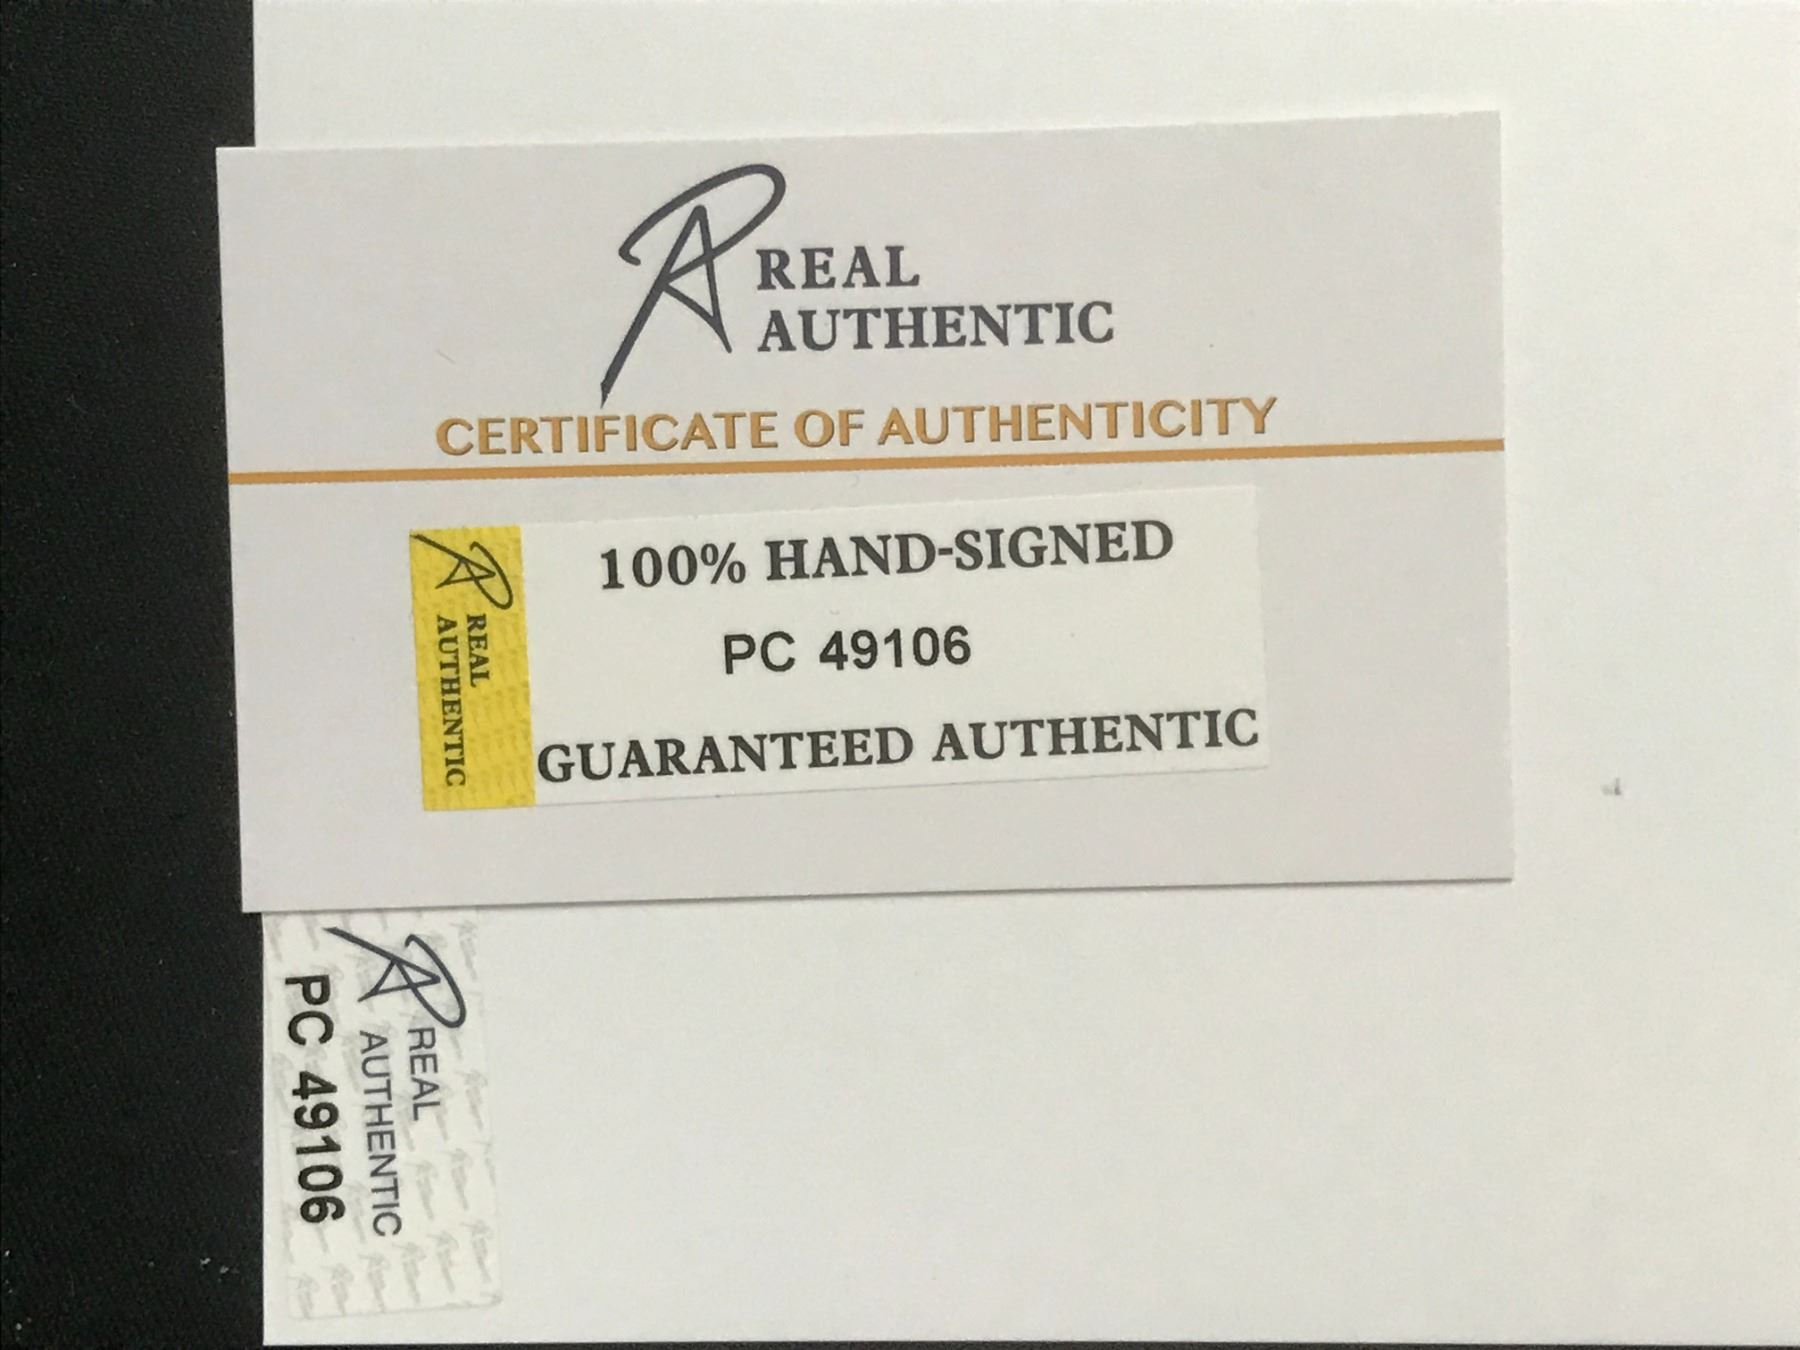 REAL
AUTHENTIC
CERTIFICATE OF AUTHENTICITY
REAL
AUTHENTIC
100% HAND-SIGNED
PC 49106
GUARANTEED AUTHENTIC
REAL
AUTHENTIC
PC 49106